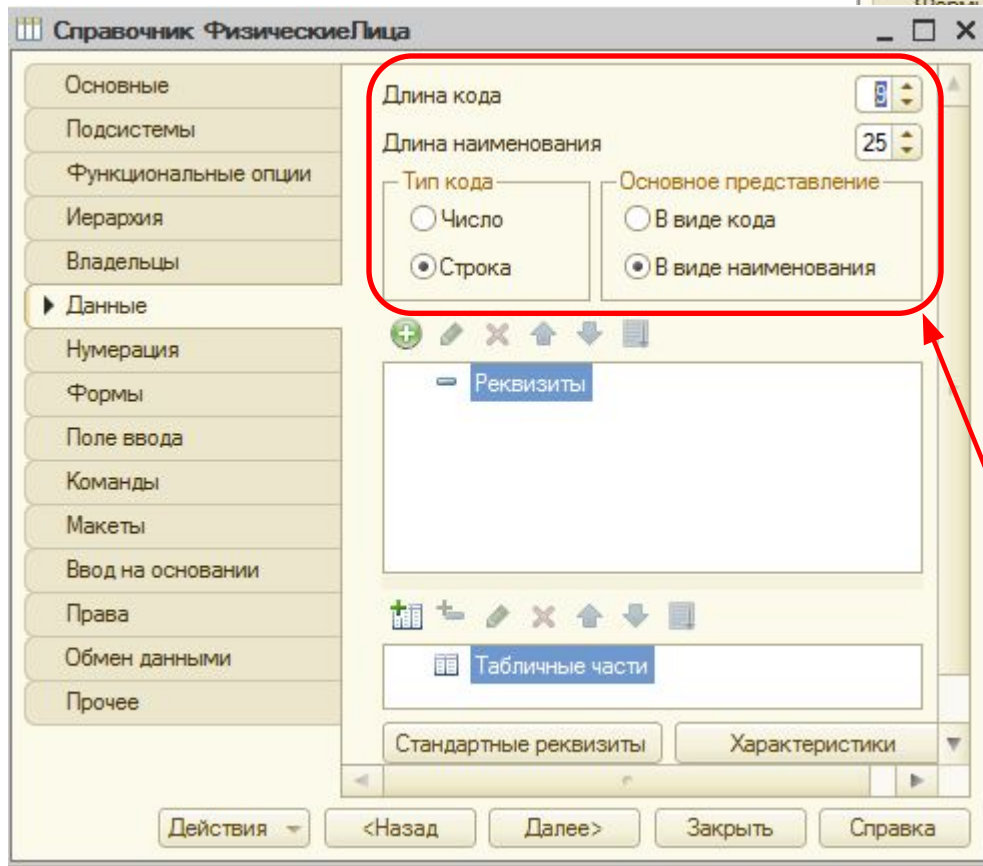 Справочник ФизическиеЛица
Основные
Подсистемы
Функциональные опции
Иерархия
Владельцы
Данные
Нумерация
Формы
Поле ввода
Команды
Макеты
Ввод на основании
Права
Обмен данными
Прочее
Длина кода 9
Длина наименования 25
Тип кода
Число
Строка
Основное представление
В виде кода
В виде наименования
Реквизиты
Табличные части
Стандартные реквизиты Характеристики
Действия <Назад Далее> Закрыть Справка